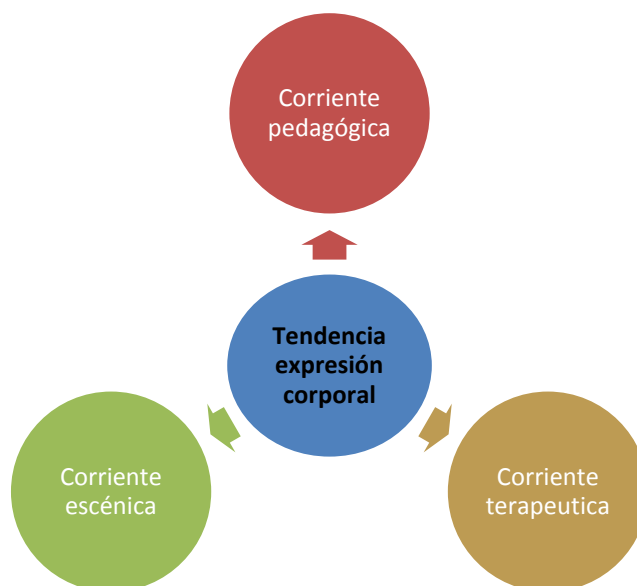 Corriente
pedagógica
Tendencia
expresión
corporal
Corriente
escénica
Corriente
terapeutica